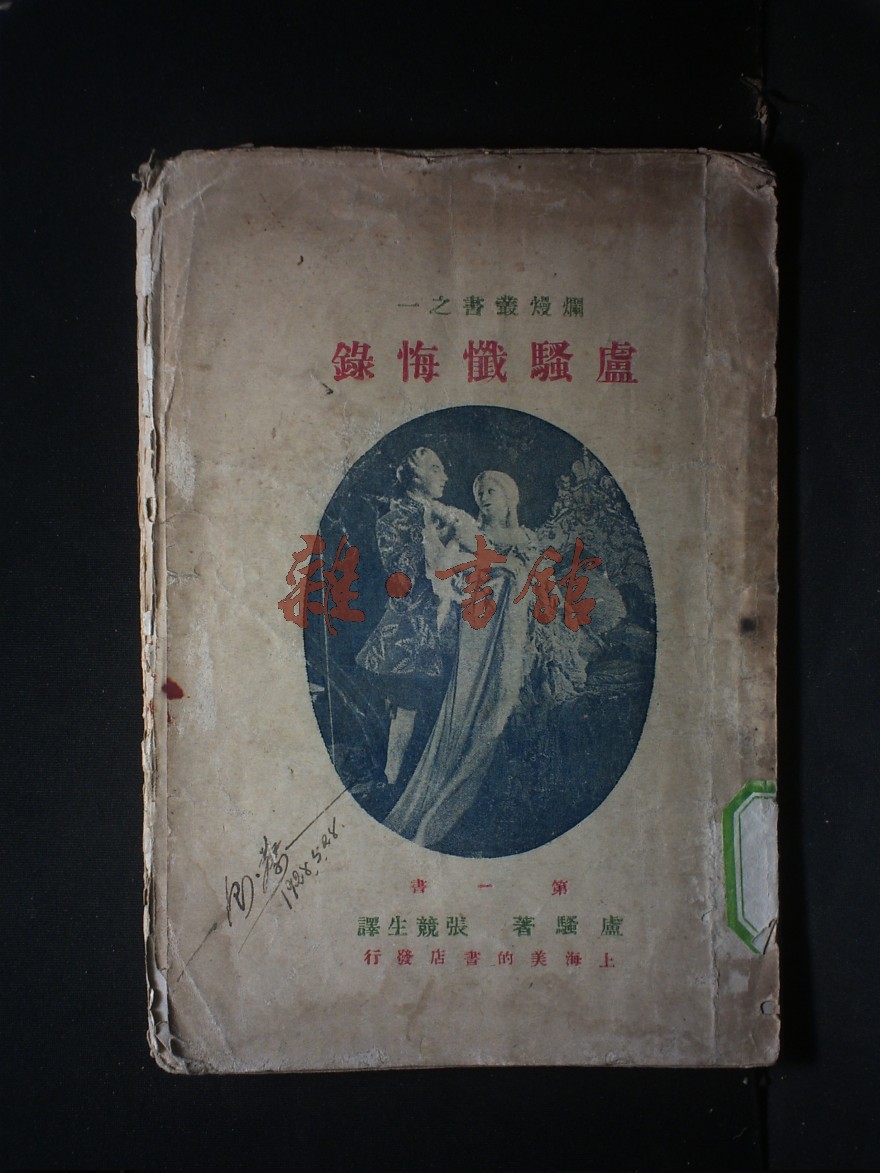 爛熳叢書之一
盧騷懺悔錄
雜·書館
第一書
盧騷著 張競生譯
上海美的書店發行
1928.5.28.